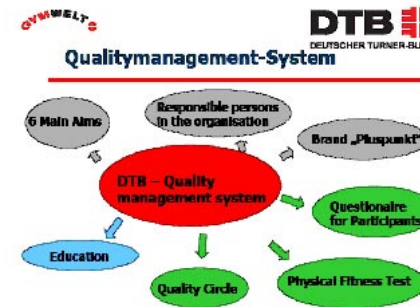 GYMWELT
DTB
DEUTSCHER TURNER-BU
Qualitymanagement-System
6 Main Aims
Responsible persons
in the organisation
Brand „Pluspunkt"
DTB – Quality
management system
Questionaire
for Participants
Education
Quality Circle
Physical Fitness Test